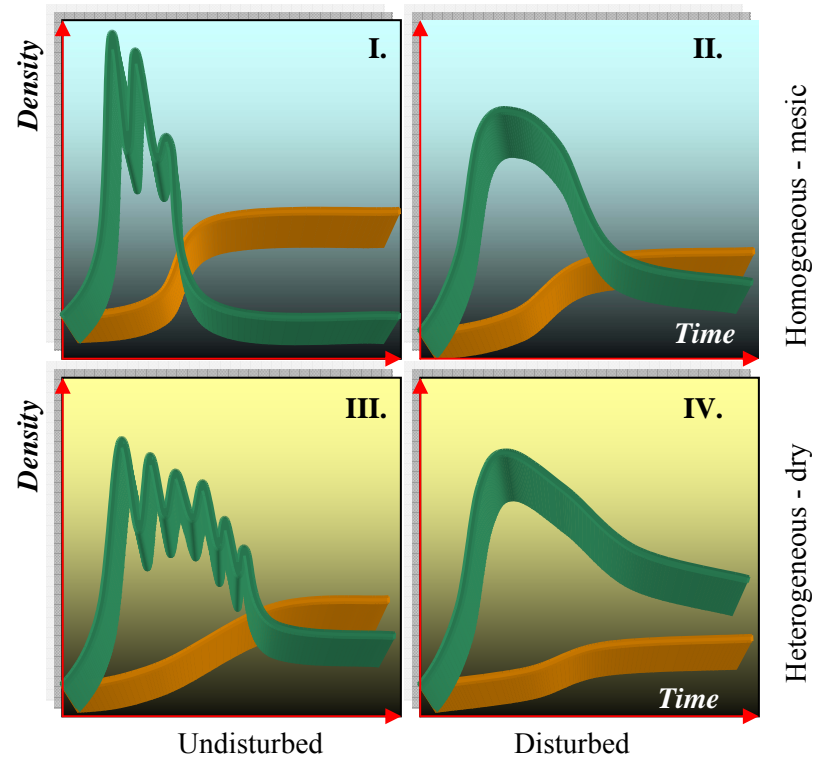 Density
I.
II.
Time
Homogeneous - mesic
Density
III.
IV.
Time
Heterogeneous - dry
Undisturbed
Disturbed